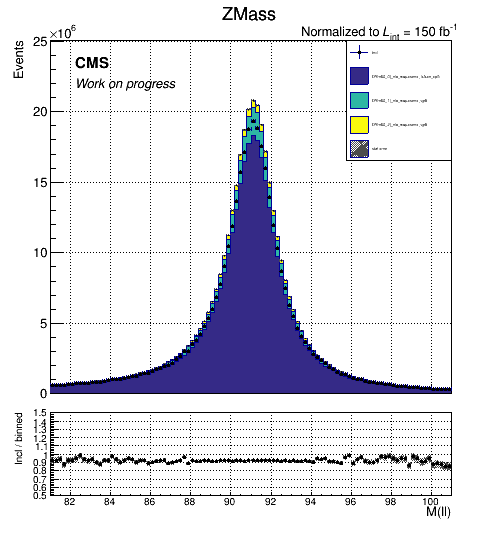 ZMass
Normalized to L_int = 150 fb⁻¹
×10⁶
Events
25
20
15
10
5
0
CMS
Work on progress
Incl / binned
1.5
1.4
1.3
1.2
1.1
1
0.9
0.8
0.7
0.6
0.5
82 84 86 88 90 92 94 96 98 100
M(ll)